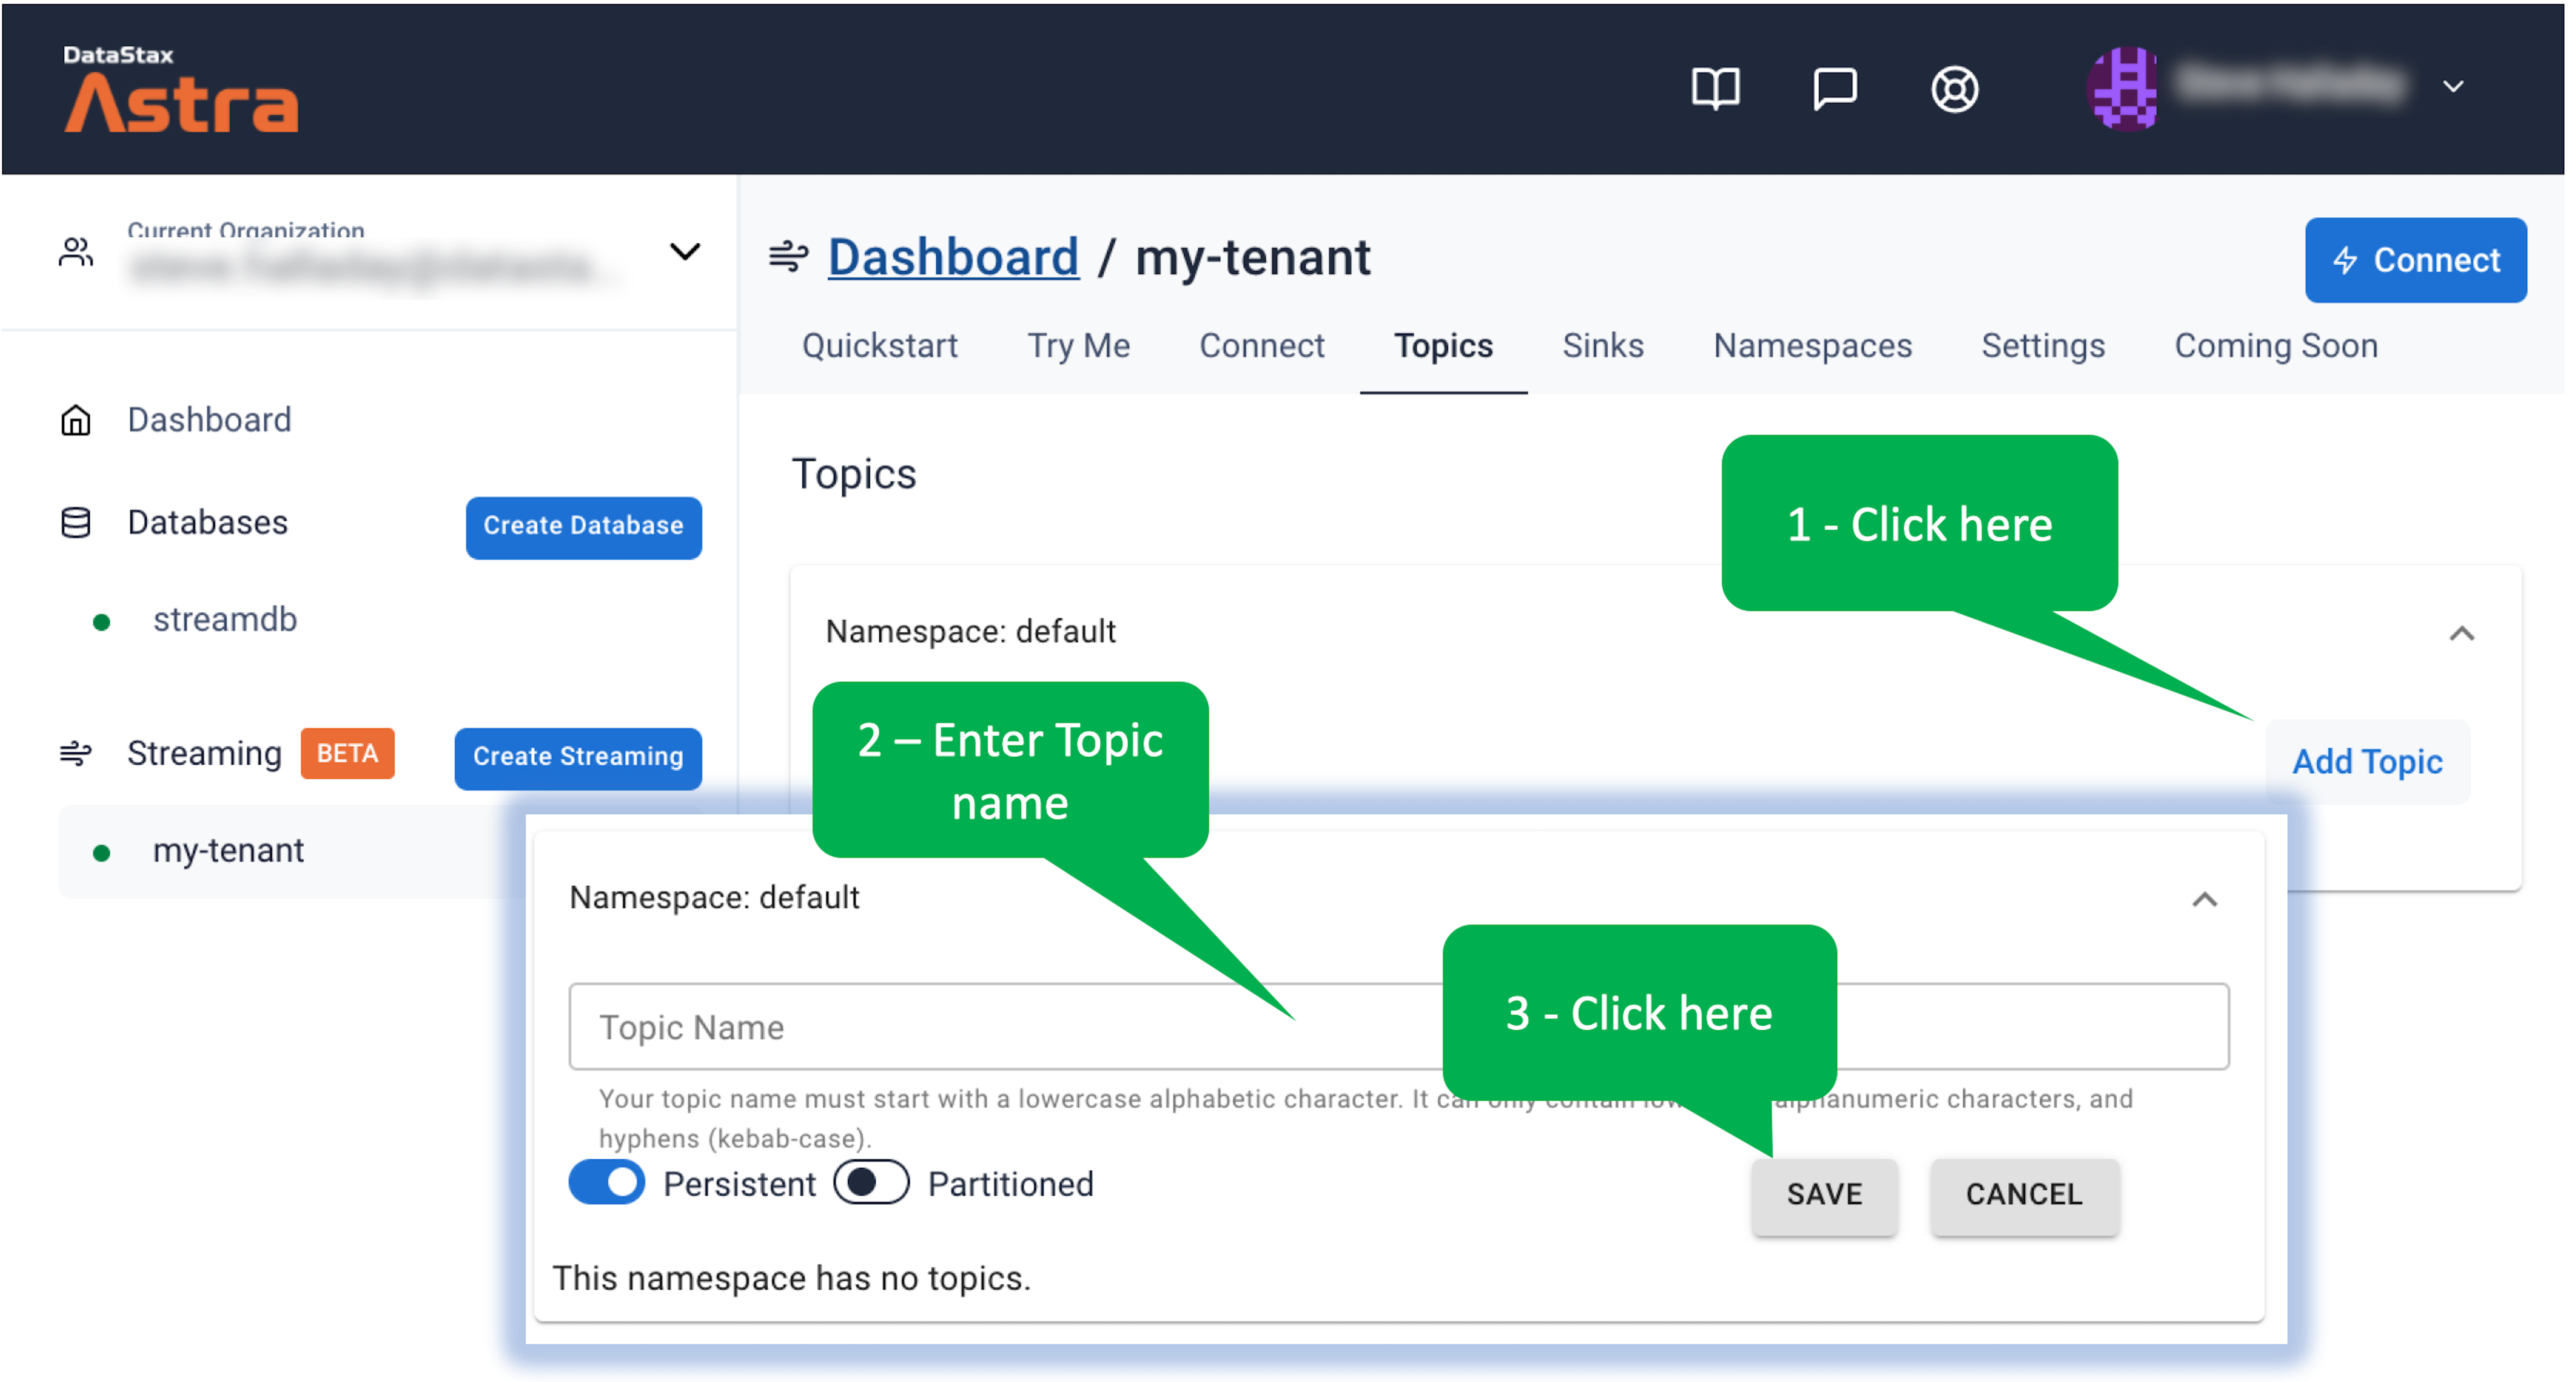 DataStax
Astra
Current Organization
Dashboard / my-tenant
Connect
Quickstart Try Me Connect Topics Sinks Namespaces Settings Coming Soon
Dashboard
Databases Create Database
streamdb
Streaming BETA Create Streaming
my-tenant
Topics
1 - Click here
Namespace: default
2 – Enter Topic
name
Add Topic
Namespace: default
3 - Click here
Topic Name
Your topic name must start with a lowercase alphabetic character. It can only contain alphanumeric characters, and
hyphens (kebab-case).
Persistent Partitioned
SAVE CANCEL
This namespace has no topics.